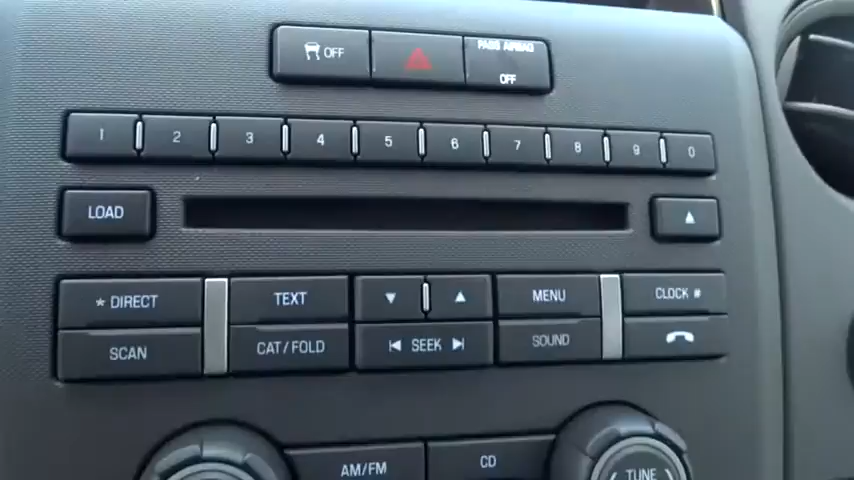 OFF
PASS AIRBAG
OFF
1 2 3 4 5 6 7 8 9 0
LOAD
* DIRECT TEXT MENU CLOCK #
SCAN CAT/FOLD SEEK SOUND
AM/FM CD TUNE